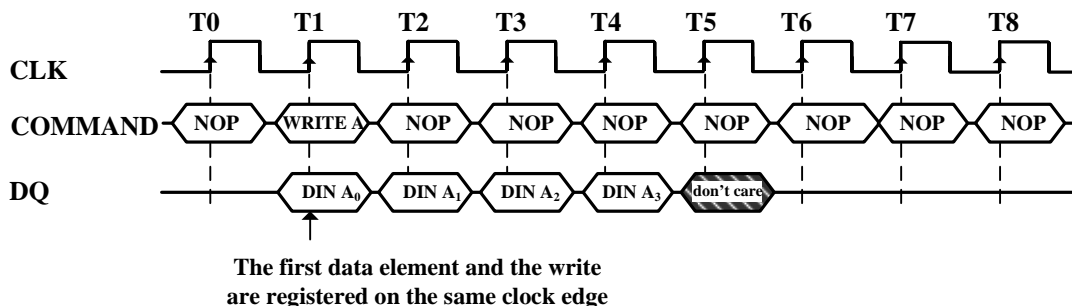 T0 T1 T2 T3 T4 T5 T6 T7 T8
CLK
COMMAND NOP WRITE A NOP NOP NOP NOP NOP NOP NOP
DQ DIN A0 DIN A1 DIN A2 DIN A3 don't care
The first data element and the write
are registered on the same clock edge